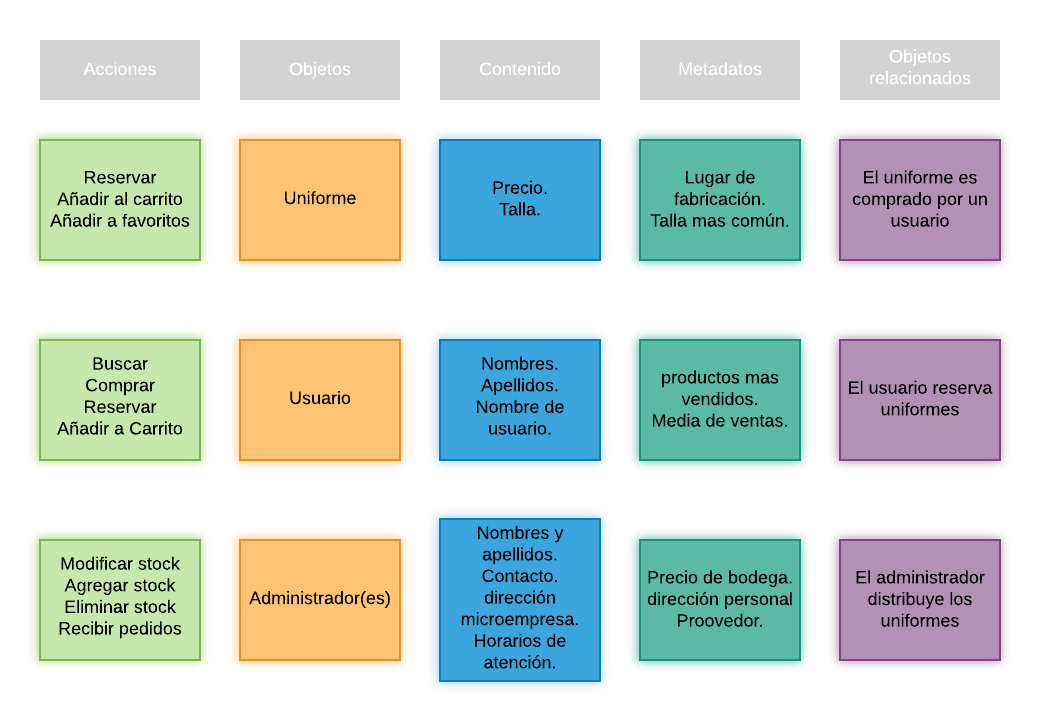 Acciones
Objetos
Contenido
Metadatos
Objetos
relacionados
Reservar
Añadir al carrito
Añadir a favoritos
Uniforme
Precio.
Talla.
Lugar de
fabricación.
Talla mas común.
El uniforme es
comprado por un
usuario
Buscar
Comprar
Reservar
Añadir a Carrito
Usuario
Nombres.
Apellidos.
Nombre de
usuario.
productos mas
vendidos.
Media de ventas.
El usuario reserva
uniformes
Modificar stock
Agregar stock
Eliminar stock
Recibir pedidos
Administrador(es)
Nombres y
apellidos.
Contacto.
dirección
microempresa.
Horarios de
atención.
Precio de bodega.
dirección personal
Proovedor.
El administrador
distribuye los
uniformes